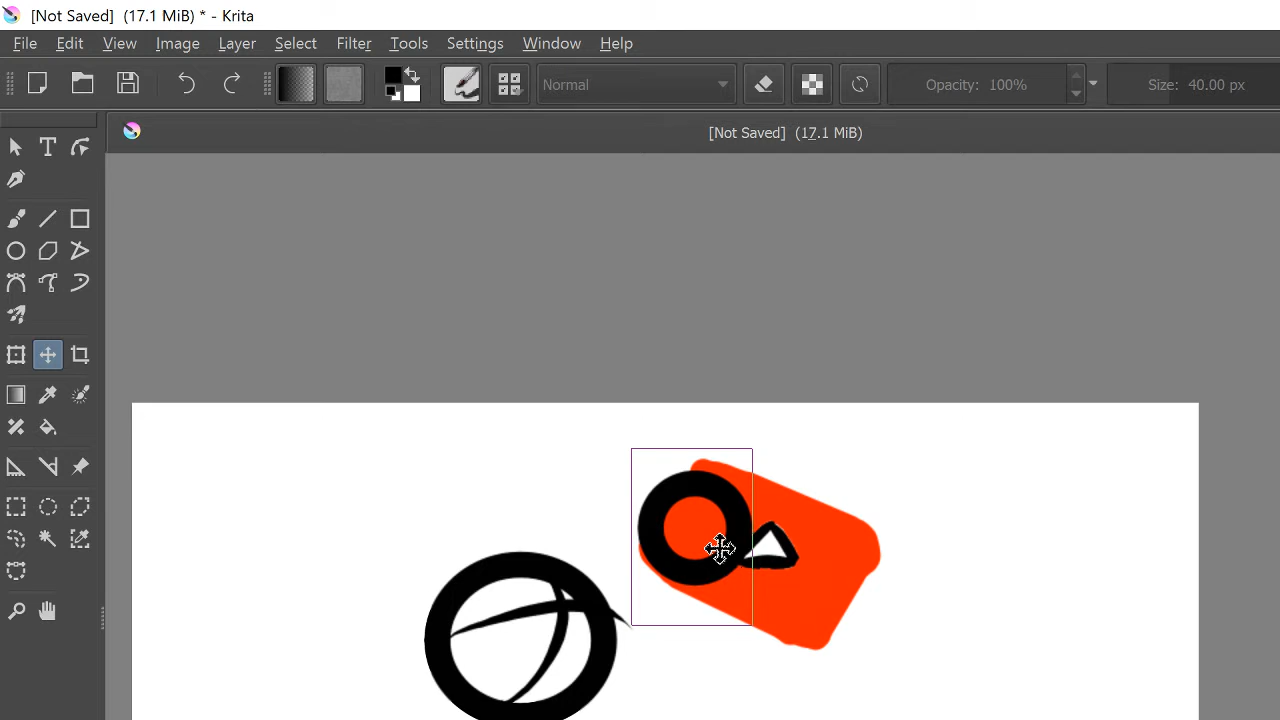 [Not Saved] (17.1 MiB) * - Krita
File Edit View Image Layer Select Filter Tools Settings Window Help
Normal Opacity: 100% Size: 40.00 px
[Not Saved] (17.1 MiB)